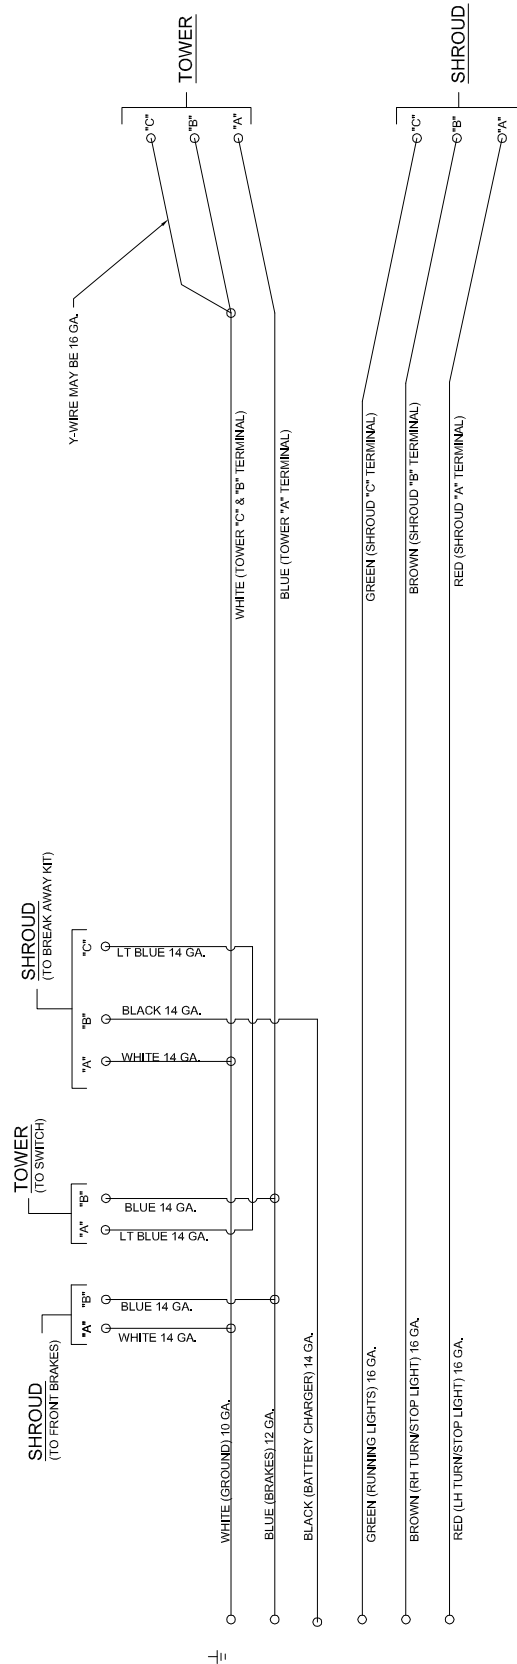 SHROUD
(TO FRONT BRAKES)
"A"
"B"
WHITE 14 GA.
BLUE 14 GA.
TOWER
(TO SWITCH)
"A"
"B"
LT BLUE 14 GA.
BLUE 14 GA.
SHROUD
(TO BREAK AWAY KIT)
"A"
"B"
"C"
WHITE 14 GA.
BLACK 14 GA.
LT BLUE 14 GA.
Y-WIRE MAY BE 16 GA.
TOWER
"C"
"B"
"A"
WHITE (GROUND) 10 GA.
WHITE (TOWER "C" & "B" TERMINAL)
BLUE (BRAKES) 12 GA.
BLUE (TOWER "A" TERMINAL)
BLACK (BATTERY CHARGER) 14 GA.
SHROUD
"C"
"B"
"A"
GREEN (RUNNING LIGHTS) 16 GA.
GREEN (SHROUD "C" TERMINAL)
BROWN (RH TURN/STOP LIGHT) 16 GA.
BROWN (SHROUD "B" TERMINAL)
RED (LH TURN/STOP LIGHT) 16 GA.
RED (SHROUD "A" TERMINAL)